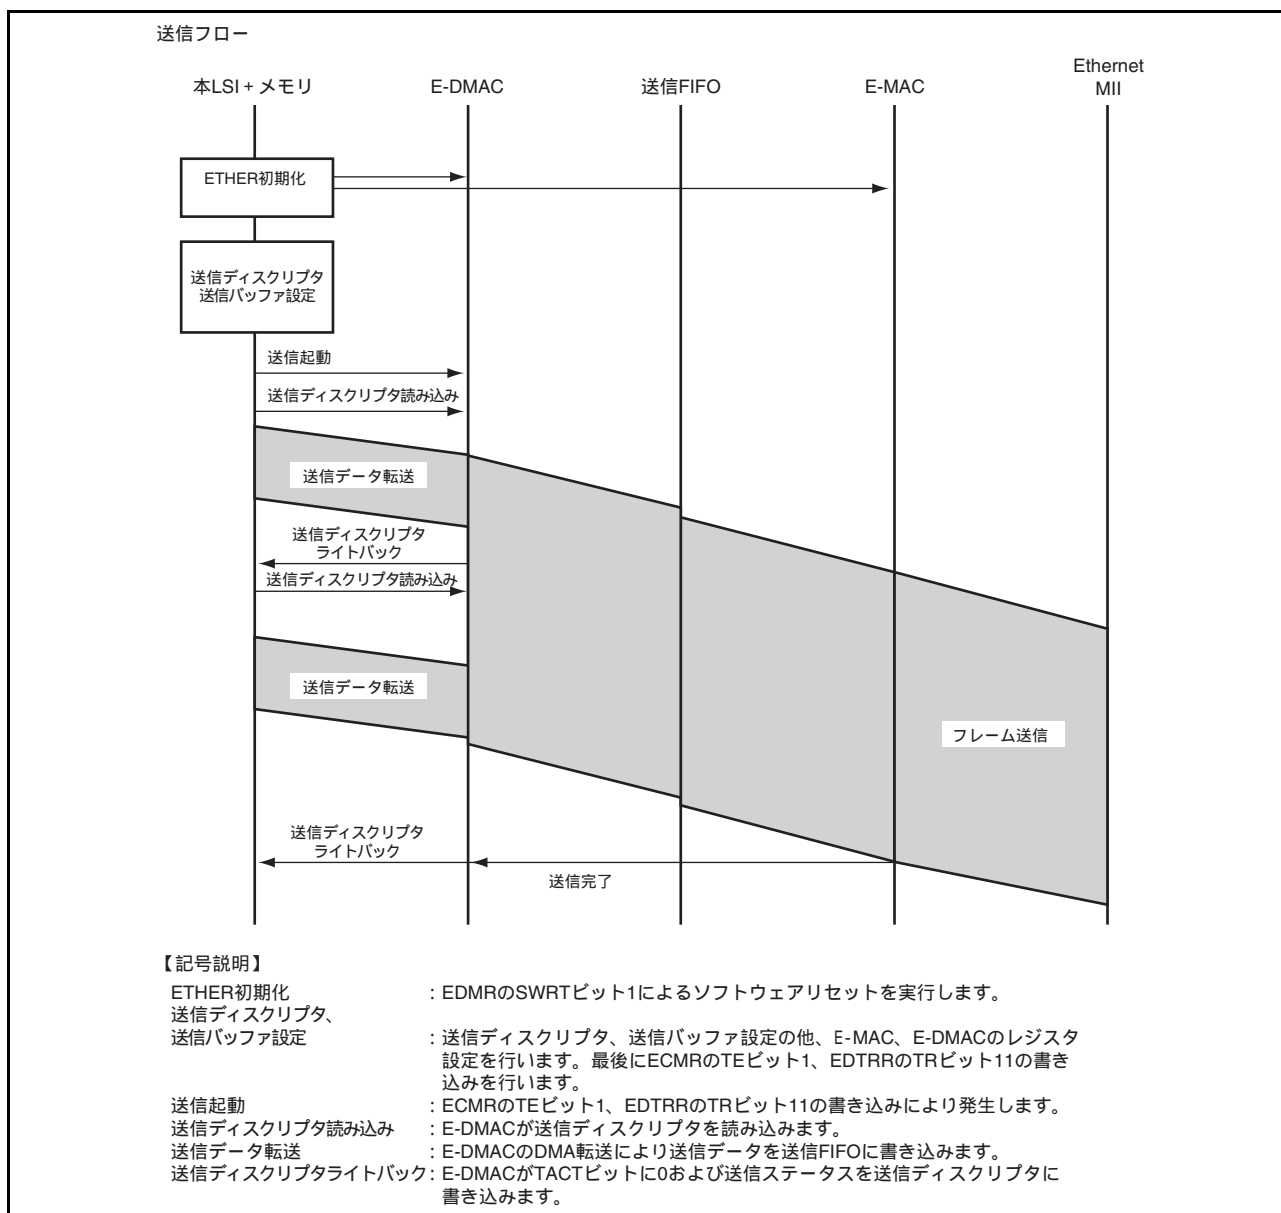 送信フロー
本LSI + メモリ
E-DMAC
送信FIFO
E-MAC
Ethernet
MII
ETHER初期化
送信ディスクリプタ
送信バッファ設定
送信起動
送信ディスクリプタ読み込み
送信データ転送
送信ディスクリプタ
ライトバック
送信ディスクリプタ読み込み
送信データ転送
フレーム送信
送信ディスクリプタ
ライトバック
送信完了
【記号説明】
ETHER初期化 : EDMRのSWRTビット1によるソフトウェアリセットを実行します。
送信ディスクリプタ、
送信バッファ設定 : 送信ディスクリプタ、送信バッファ設定の他、E-MAC、E-DMACのレジスタ
設定を行います。最後にECMRのTEビット1、EDTRRのTRビット11の書き
込みを行います。
送信起動 : ECMRのTEビット1、EDTRRのTRビット11の書き込みにより発生します。
送信ディスクリプタ読み込み : E-DMACが送信ディスクリプタを読み込みます。
送信データ転送 : E-DMACのDMA転送により送信データを送信FIFOに書き込みます。
送信ディスクリプタライトバック: E-DMACがTACTビットに0および送信ステータスを送信ディスクリプタに
書き込みます。